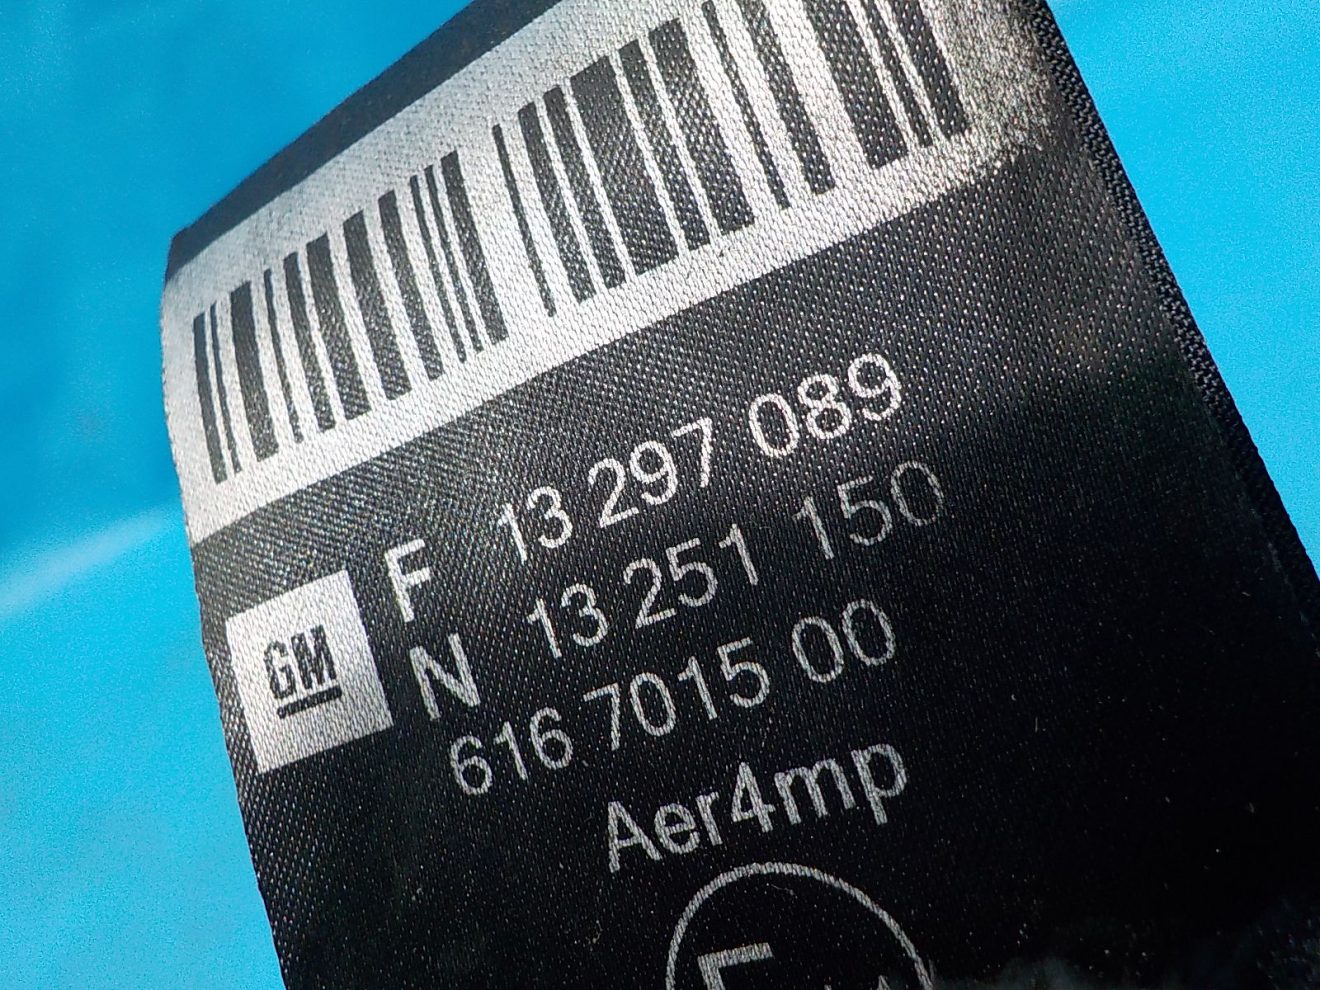 F 13 297 089
GM N 13 251 150
616 7015 00
Aer4mp
E